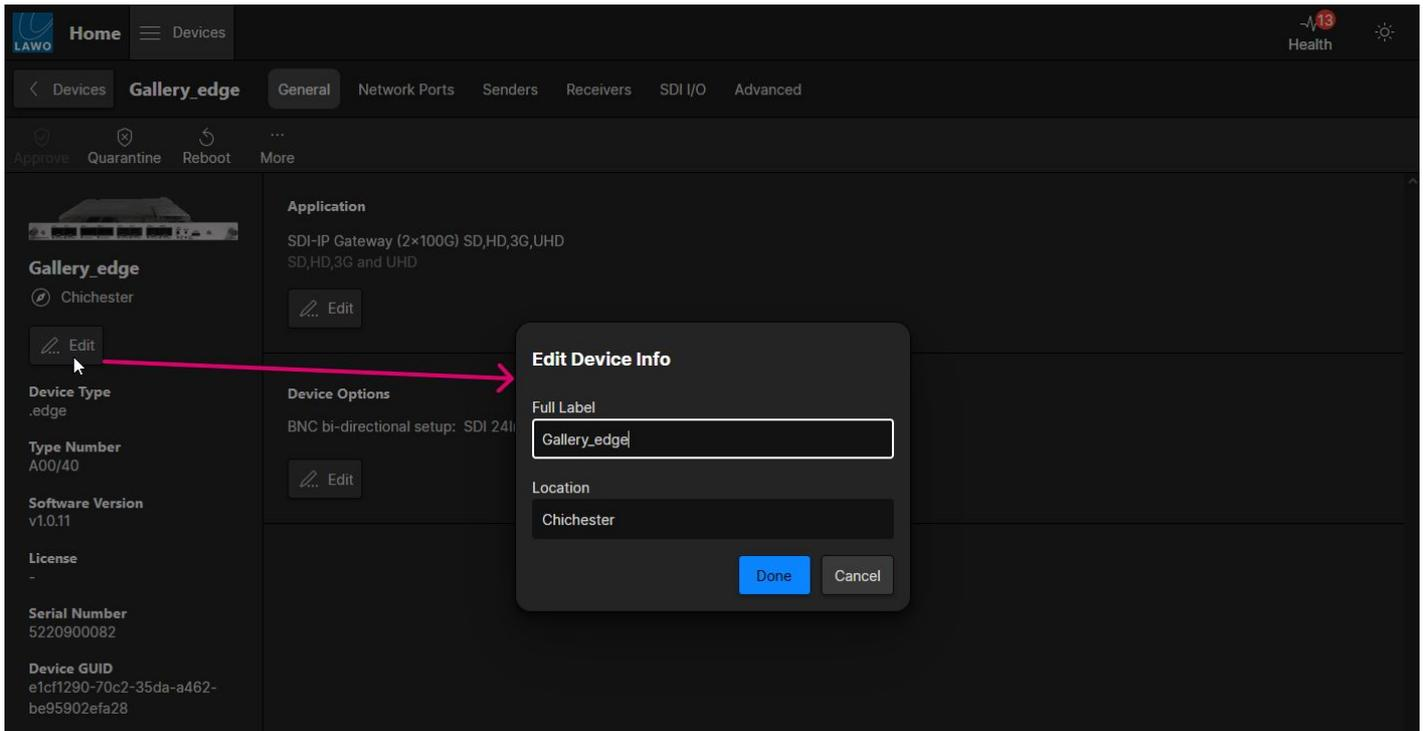 LAWO
Home
Devices
13
Health
Devices
Gallery_edge
General
Network Ports
Senders
Receivers
SDI I/O
Advanced
Approve
Quarantine
Reboot
More
Gallery_edge
Chichester
Edit
Device Type
.edge
Type Number
A00/40
Software Version
v1.0.11
License
-
Serial Number
5220900082
Device GUID
e1cf1290-70c2-35da-a462-
be95902efa28
Application
SDI-IP Gateway (2×100G) SD,HD,3G,UHD
SD,HD,3G and UHD
Edit
Device Options
BNC bi-directional setup: SDI 24I
Edit
Edit Device Info
Full Label
Gallery_edge
Location
Chichester
Done
Cancel